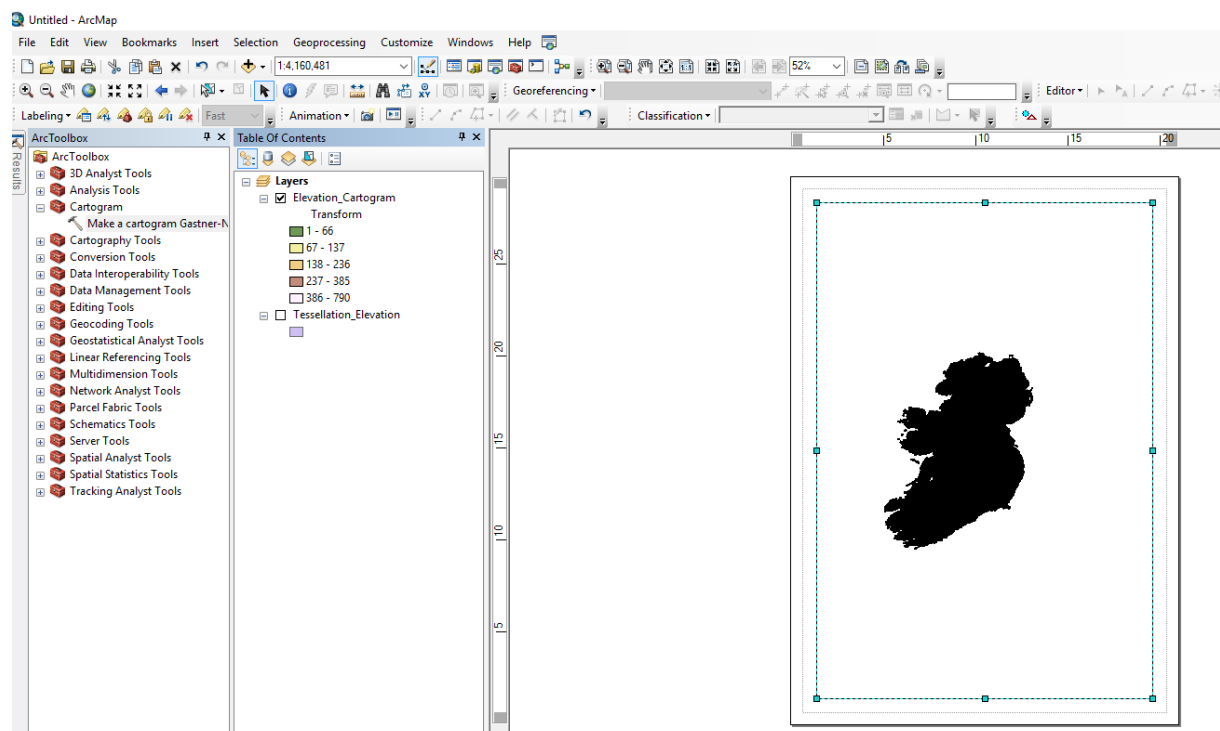 Untitled - ArcMap
File Edit View Bookmarks Insert Selection Geoprocessing Customize Windows Help
1:4,160,481 52%
Georeferencing Editor
Labeling Fast Animation Classification
ArcToolbox
Results
ArcToolbox
3D Analyst Tools
Analysis Tools
Cartogram
Make a cartogram Gastner-N
Cartography Tools
Conversion Tools
Data Interoperability Tools
Data Management Tools
Editing Tools
Geocoding Tools
Geostatistical Analyst Tools
Linear Referencing Tools
Multidimension Tools
Network Analyst Tools
Parcel Fabric Tools
Schematics Tools
Server Tools
Spatial Analyst Tools
Spatial Statistics Tools
Tracking Analyst Tools
Table Of Contents
Layers
Elevation_Cartogram
Transform
1 - 66
67 - 137
138 - 236
237 - 385
386 - 790
Tessellation_Elevation
5 10 15 20
25
20
15
10
5